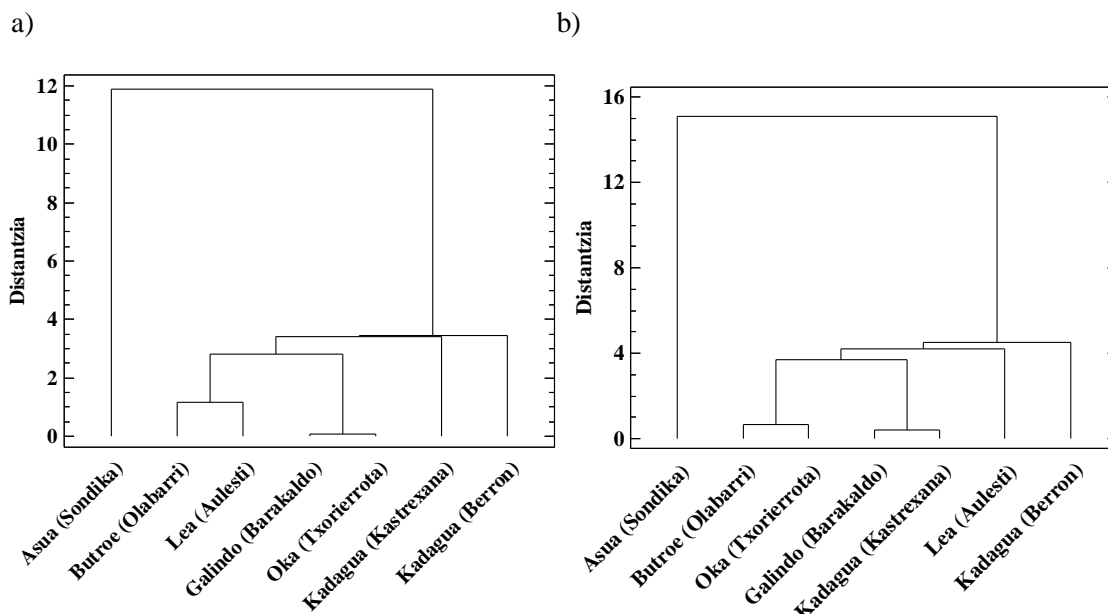 a)
b)
12
10
8
6
4
2
0
Distantzia
Asua (Sondika)
Butroe (Olabarri)
Lea (Aulesti)
Galindo (Barakaldo)
Oka (Txorierrota)
Kadagua (Kastrexana)
Kadagua (Berron)
16
12
8
4
0
Distantzia
Asua (Sondika)
Butroe (Olabarri)
Oka (Txorierrota)
Galindo (Barakaldo)
Kadagua (Kastrexana)
Lea (Aulesti)
Kadagua (Berron)